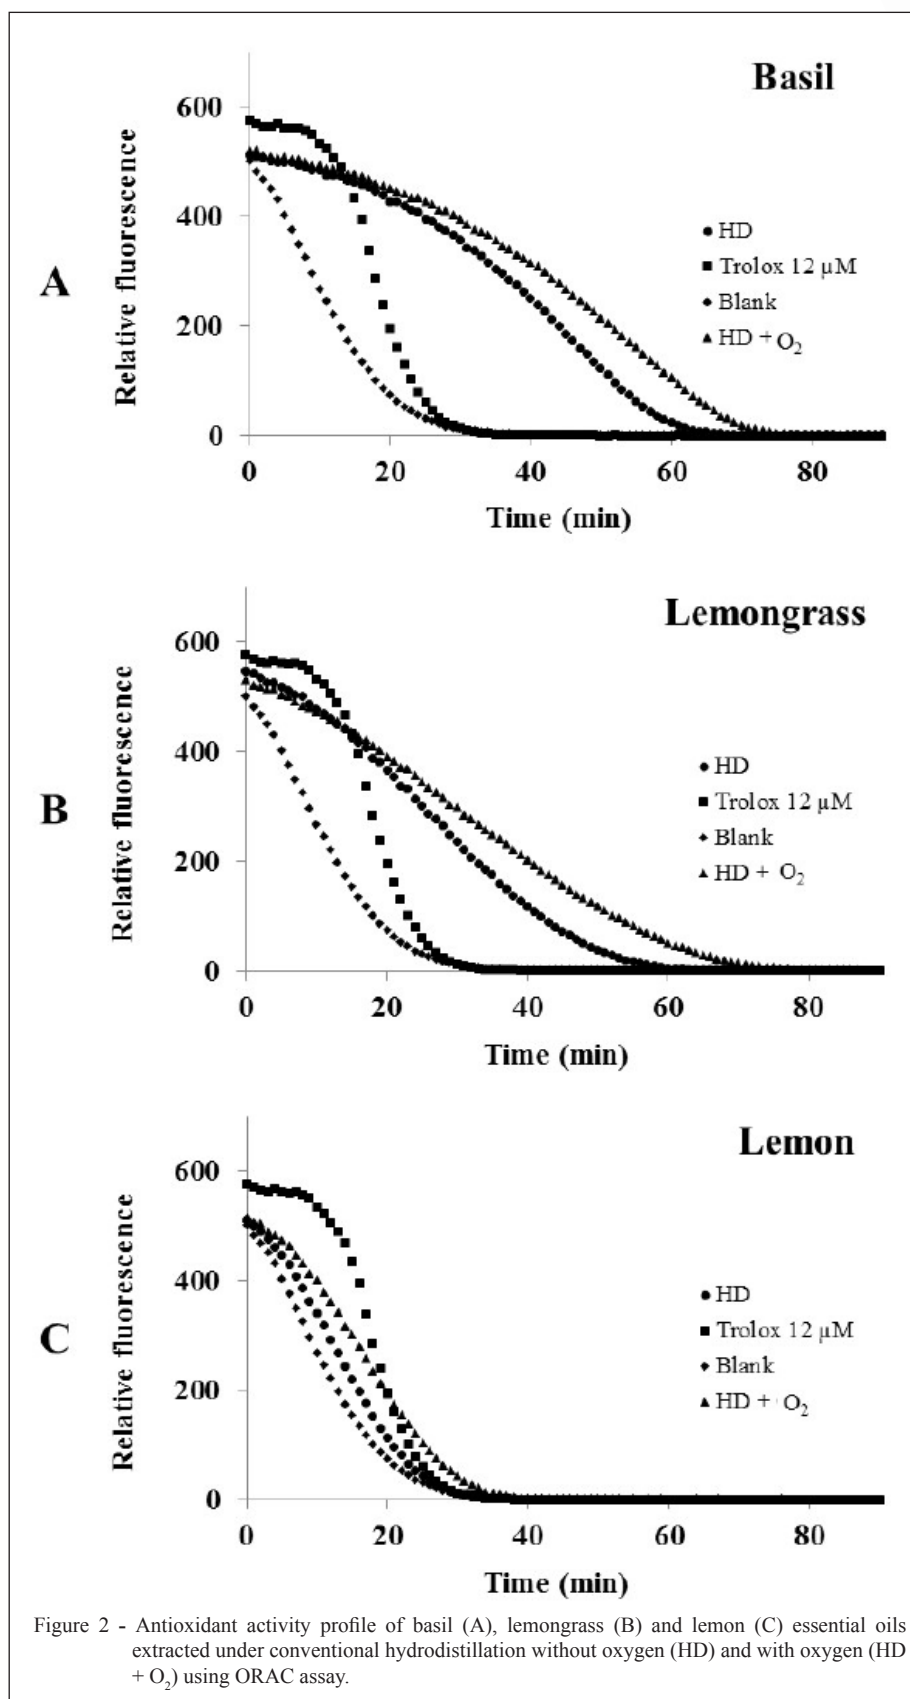 Basil
600
400
200
0
0 20 40 60 80
Relative fluorescence
Time (min)
A
HD
Trolox 12 µM
Blank
HD + O2
Lemongrass
600
400
200
0
0 20 40 60 80
Relative fluorescence
Time (min)
B
HD
Trolox 12 µM
Blank
HD + O2
Lemon
600
400
200
0
0 20 40 60 80
Relative fluorescence
Time (min)
C
HD
Trolox 12 µM
Blank
HD + O2
Figure 2 - Antioxidant activity profile of basil (A), lemongrass (B) and lemon (C) essential oils
extracted under conventional hydrodistillation without oxygen (HD) and with oxygen (HD
+ O2) using ORAC assay.